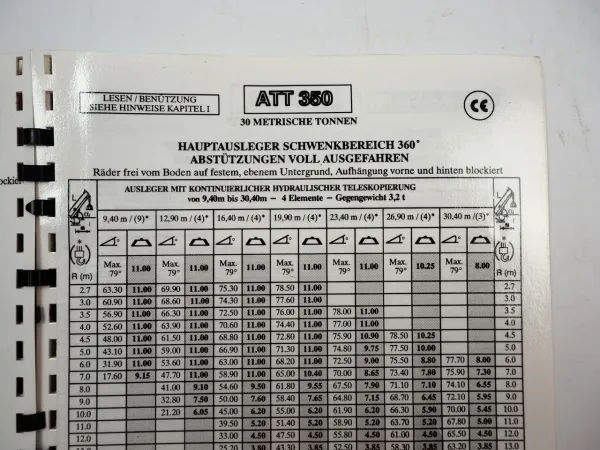 LESEN / BENÜTZUNG
SIEHE HINWEISE KAPITEL I
ATT 350
CE
30 METRISCHE TONNEN
HAUPTAUSLEGER SCHWENKBEREICH 360°
ABSTÜTZUNGEN VOLL AUSGEFAHREN
Räder frei vom Boden auf festem, ebenem Untergrund, Aufhängung vorne und hinten blockiert
AUSLEGER MIT KONTINUIERLICHER HYDRAULISCHER TELESKOPIERUNG
von 9,40m bis 30,40m – 4 Elemente – Gegengewicht 3,2 t
L
9,40 m / (9)* 12,90 m / (4)* 16,40 m / (4)* 19,90 m / (4)* 23,40 m / (4)* 26,90 m / (4)* 30,40 m /(3)*
R (m) Max. 79° 11.00 Max. 79° 11.00 Max. 79° 11.00 Max. 79° 11.00 Max. 79° 11.00 Max. 79° 10.25 Max. 79° 8.00 R (m)
2.7 63.30 11.00 69.90 11.00 75.30 11.00 78.50 11.00 2.7
3.0 60.90 11.00 68.60 11.00 74.30 11.00 77.60 11.00 3.0
3.5 56.90 11.00 66.30 11.00 72.50 11.00 76.00 11.00 78.00 11.00 3.5
4.0 52.60 11.00 63.90 11.00 70.60 11.00 74.40 11.00 77.00 11.00 4.0
4.5 48.00 11.00 61.50 11.00 68.80 11.00 72.80 11.00 75.90 10.90 78.50 10.25 4.5
5.0 43.10 11.00 59.00 11.00 66.90 11.00 71.30 11.00 74.80 9.75 77.50 10.00 5.0
6.0 31.90 11.00 53.60 11.00 63.00 11.00 68.20 11.00 72.50 9.00 75.50 8.80 77.70 8.00 6.0
7.0 17.60 9.15 47.70 11.00 58.90 11.00 65.00 10.40 70.00 8.65 73.40 7.80 75.90 7.30 7.0
8.0 41.00 9.10 54.60 9.50 61.80 9.55 67.90 7.90 71.10 7.10 74.10 6.55 8.0
9.0 32.80 7.50 50.00 7.60 58.40 7.65 64.80 7.15 68.70 6.45 72.10 5.95 9.0
10.0 21.20 6.05 45.00 6.20 55.00 6.20 61.90 6.20 66.30 5.90 70.00 5.45 10.0
11.0 39.50 5.20 51.40 5.20 58.90 5.20 63.70 5.20 67.80 5.00 11.0
12.0 33.00 4.50 47.50 4.50 55.80 4.50 61.00 4.50 65.50 4.50 12.0
25.20 3.80 43.30 3.85 52.50 3.85 58.30 3.85 63.20 3.85 13.0